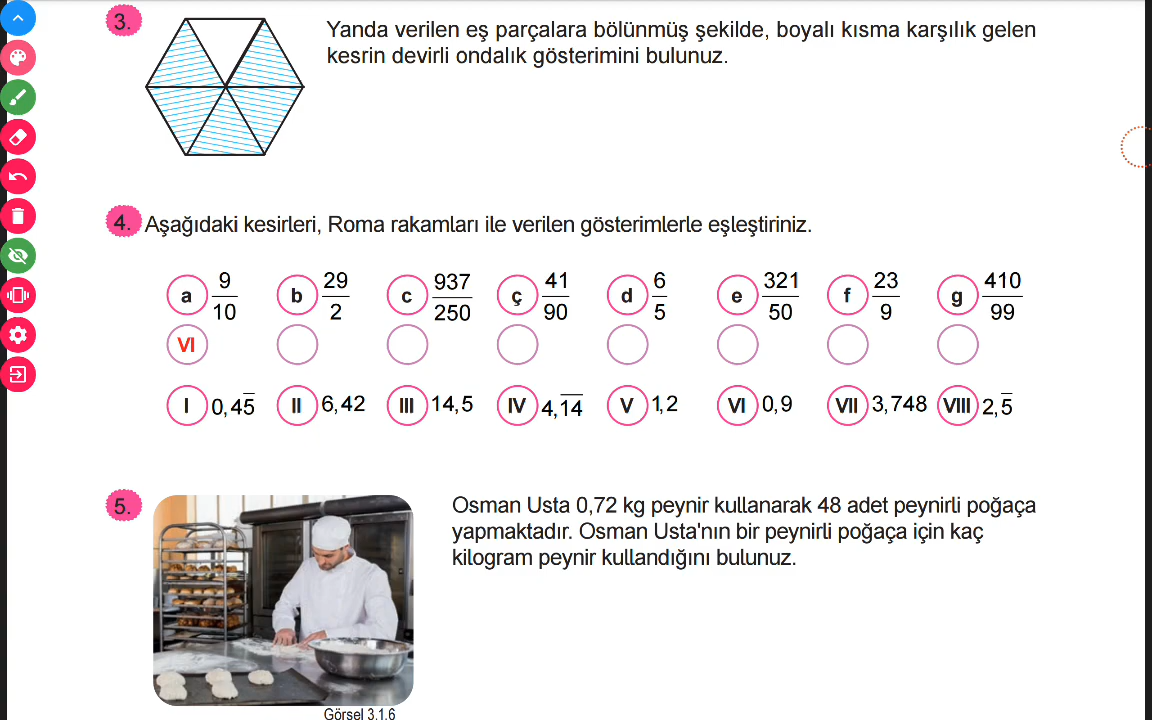 3.
Yanda verilen eş parçalara bölünmüş şekilde, boyalı kısma karşılık gelen
kesrin devirli ondalık gösterimini bulunuz.
4. Aşağıdaki kesirleri, Roma rakamları ile verilen gösterimlerle eşleştiriniz.
a 9/10 b 29/2 c 937/250 ç 41/90 d 6/5 e 321/50 f 23/9 g 410/99
VI
I 0,45̅ II 6,42 III 14,5 IV 4,1̅4̅ V 1,2 VI 0,9 VII 3,748 VIII 2,5̅
5.
Osman Usta 0,72 kg peynir kullanarak 48 adet peynirli poğaça
yapmaktadır. Osman Usta'nın bir peynirli poğaça için kaç
kilogram peynir kullandığını bulunuz.
Görsel 3.1.6